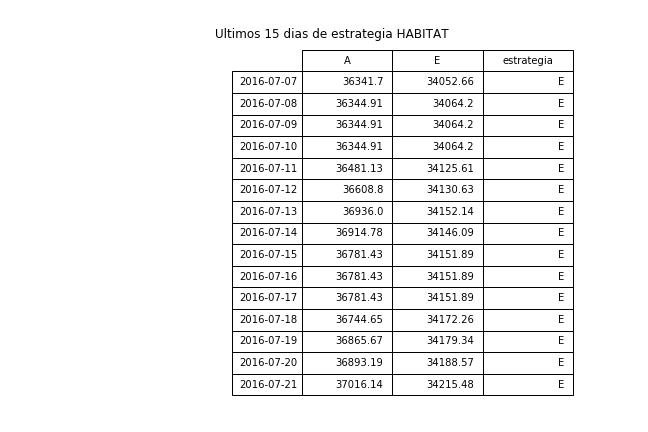 Ultimos 15 dias de estrategia HABITAT
A E estrategia
2016-07-07 36341.7 34052.66 E
2016-07-08 36344.91 34064.2 E
2016-07-09 36344.91 34064.2 E
2016-07-10 36344.91 34064.2 E
2016-07-11 36481.13 34125.61 E
2016-07-12 36608.8 34130.63 E
2016-07-13 36936.0 34152.14 E
2016-07-14 36914.78 34146.09 E
2016-07-15 36781.43 34151.89 E
2016-07-16 36781.43 34151.89 E
2016-07-17 36781.43 34151.89 E
2016-07-18 36744.65 34172.26 E
2016-07-19 36865.67 34179.34 E
2016-07-20 36893.19 34188.57 E
2016-07-21 37016.14 34215.48 E